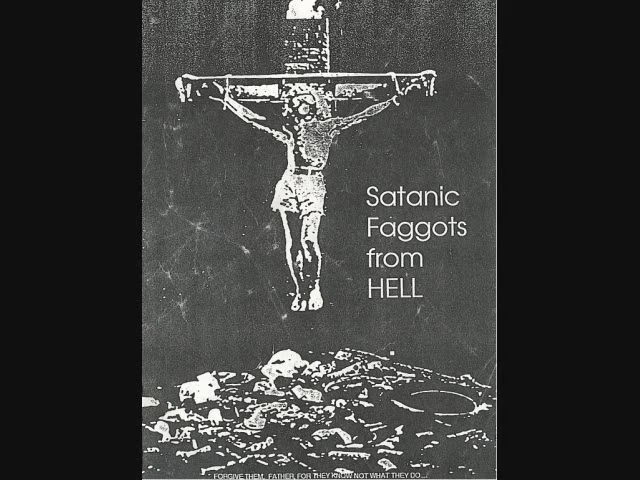 Satanic
Faggots
from
HELL
FORGIVE THEM, FATHER, FOR THEY KNOW NOT WHAT THEY DO...